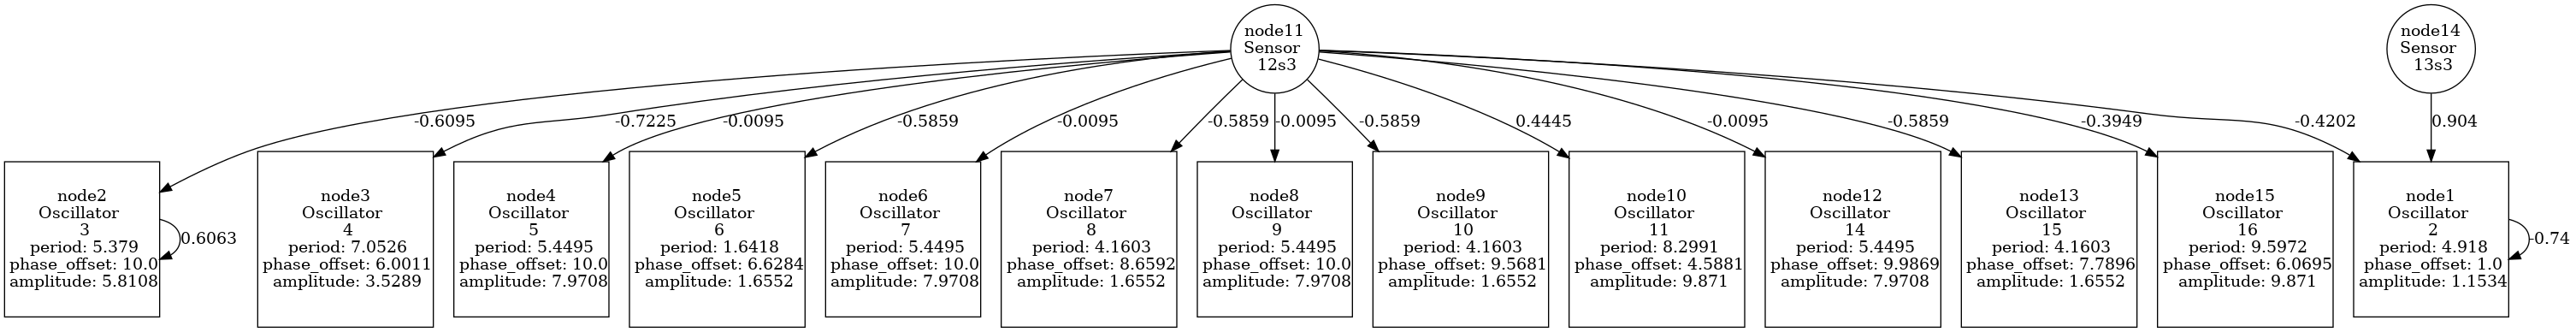 node11
Sensor
12s3
node14
Sensor
13s3
-0.6095
-0.7225
-0.0095
-0.5859
-0.0095
-0.5859
-0.0095
-0.5859
0.4445
-0.0095
-0.5859
-0.3949
-0.4202
0.904
node2
Oscillator
3
period: 5.379
phase_offset: 10.0
amplitude: 5.8108
0.6063
node3
Oscillator
4
period: 7.0526
phase_offset: 6.0011
amplitude: 3.5289
node4
Oscillator
5
period: 5.4495
phase_offset: 10.0
amplitude: 7.9708
node5
Oscillator
6
period: 1.6418
phase_offset: 6.6284
amplitude: 1.6552
node6
Oscillator
7
period: 5.4495
phase_offset: 10.0
amplitude: 7.9708
node7
Oscillator
8
period: 4.1603
phase_offset: 8.6592
amplitude: 1.6552
node8
Oscillator
9
period: 5.4495
phase_offset: 10.0
amplitude: 7.9708
node9
Oscillator
10
period: 4.1603
phase_offset: 9.5681
amplitude: 1.6552
node10
Oscillator
11
period: 8.2991
phase_offset: 4.5881
amplitude: 9.871
node12
Oscillator
14
period: 5.4495
phase_offset: 9.9869
amplitude: 7.9708
node13
Oscillator
15
period: 4.1603
phase_offset: 7.7896
amplitude: 1.6552
node15
Oscillator
16
period: 9.5972
phase_offset: 6.0695
amplitude: 9.871
node1
Oscillator
2
period: 4.918
phase_offset: 1.0
amplitude: 1.1534
-0.74